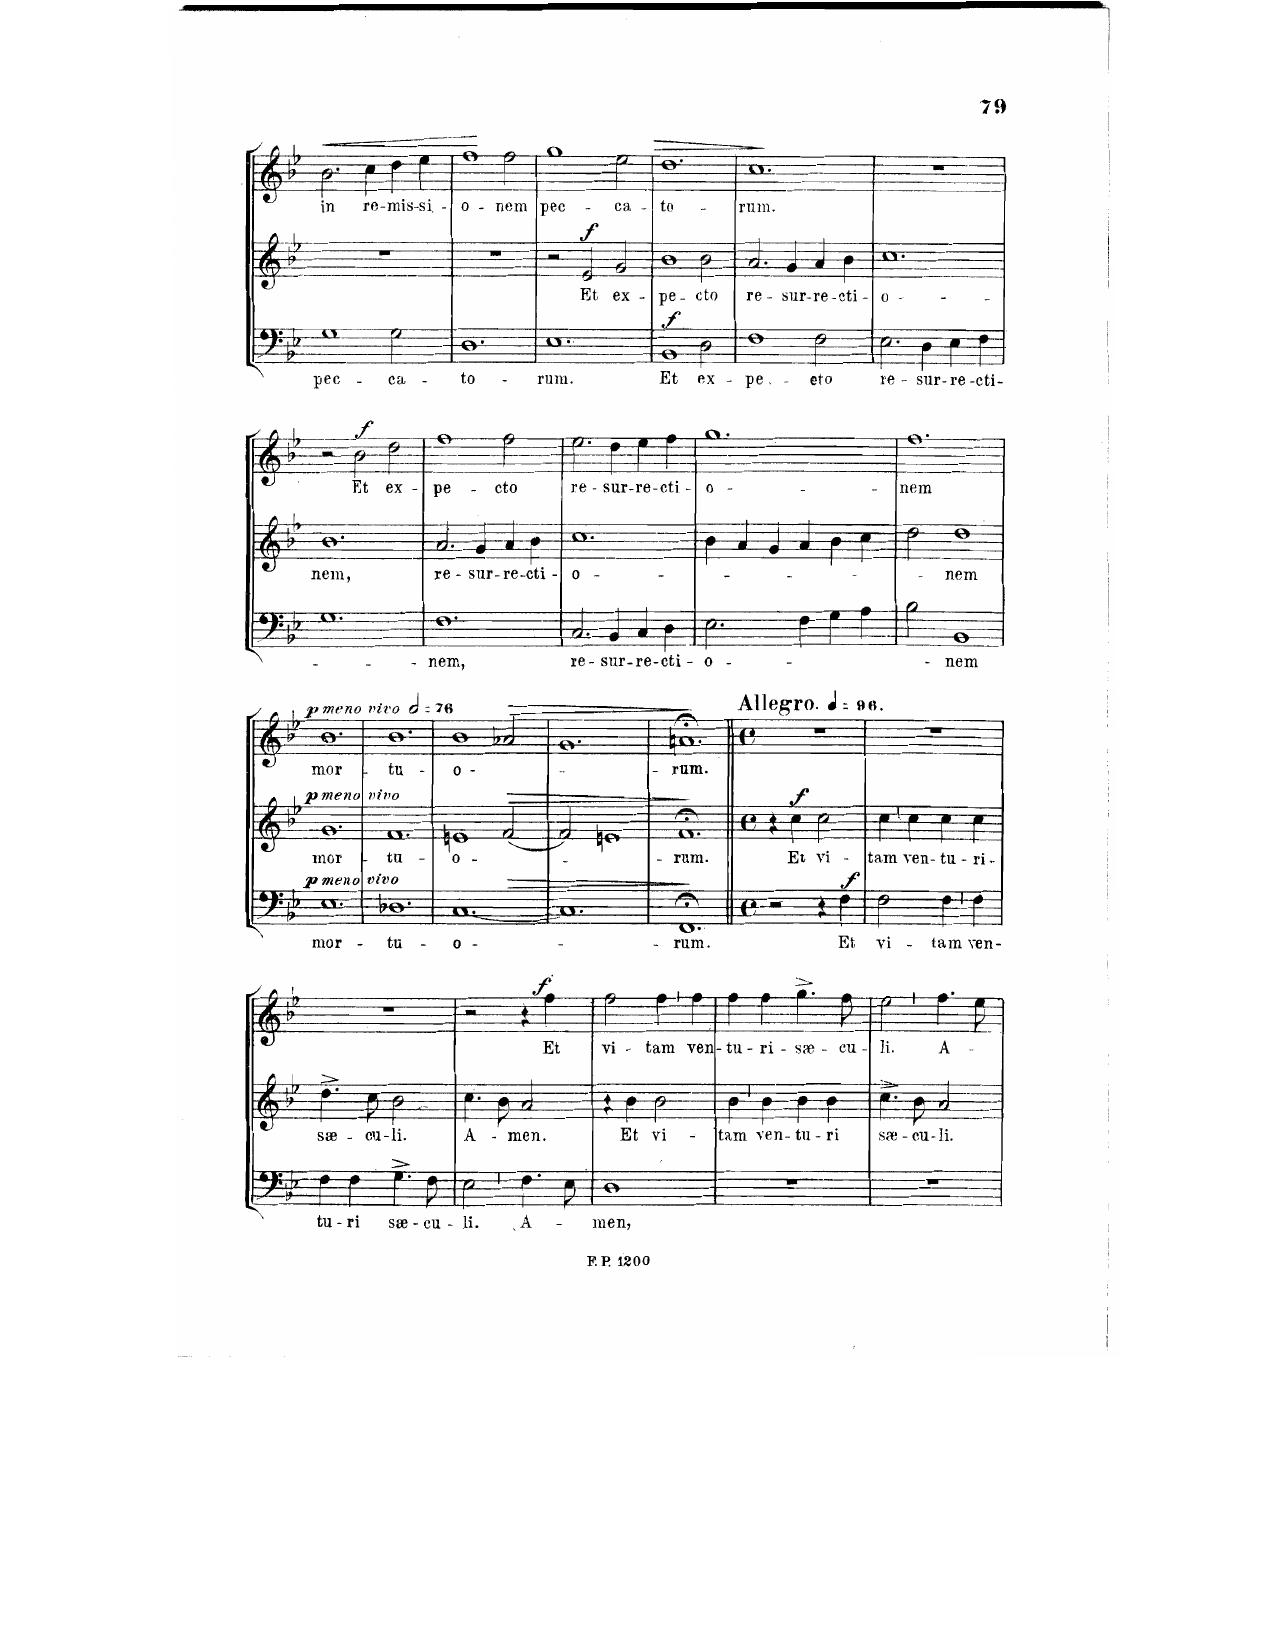 79
in re-mis-si - o - nem pec - ca - to - rum.
f
Et ex - pe - cto re - sur-re-cti - o - - -
f
pec - ca - to - rum. Et ex - pe - cto re - sur-re-cti-
f
Et ex - pe - cto re - sur-re-cti - o - - - nem
nem, re - sur-re-cti - o - - - - - - nem
- - - nem, re - sur-re-cti - o - - - nem
p meno vivo = 76 Allegro. = 96.
mor - tu - o - - - rum.
p meno vivo f
mor - tu - o - - - rum. Et vi - tam ven-tu-ri-
p meno vivo f
mor - tu - o - - - rum. Et vi - tam ven-
f
Et vi - tam ven-tu-ri - sæ - cu - li. A -
sæ - cu-li. A - men. Et vi - tam ven-tu-ri sæ - cu-li.
tu - ri sæ - cu - li. A - men,
F. P. 1200